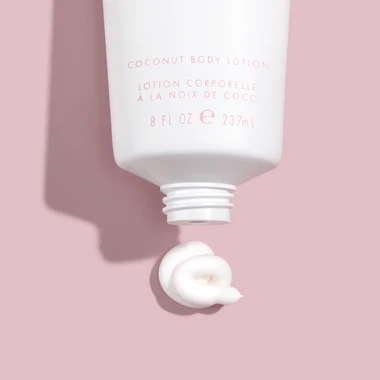 COCONUT BODY LOTION
LOTION CORPORELLE
À LA NOIX DE COCO
8 FL OZ ℮ 237mL